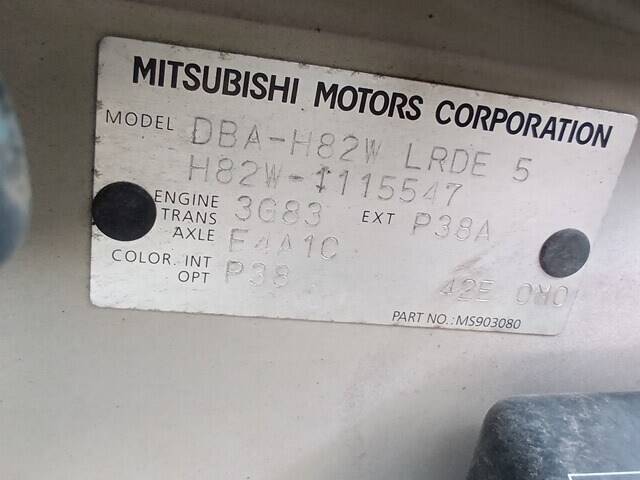 MITSUBISHI MOTORS CORPORATION
MODEL DBA-H82W LRDE 5
H82W-1115547
ENGINE 3G83 EXT P38A
TRANS AXLE F4A1C
COLOR. INT OPT P38 42E 0R0
PART NO.: MS903080